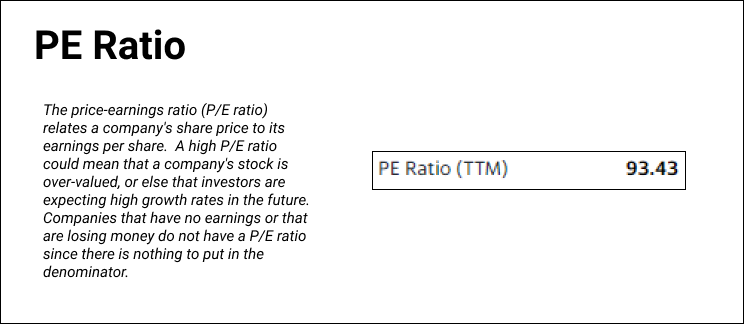 PE Ratio
The price-earnings ratio (P/E ratio)
relates a company's share price to its
earnings per share.  A high P/E ratio
could mean that a company's stock is
over-valued, or else that investors are
expecting high growth rates in the future.
Companies that have no earnings or that
are losing money do not have a P/E ratio
since there is nothing to put in the
denominator.
PE Ratio (TTM) 93.43